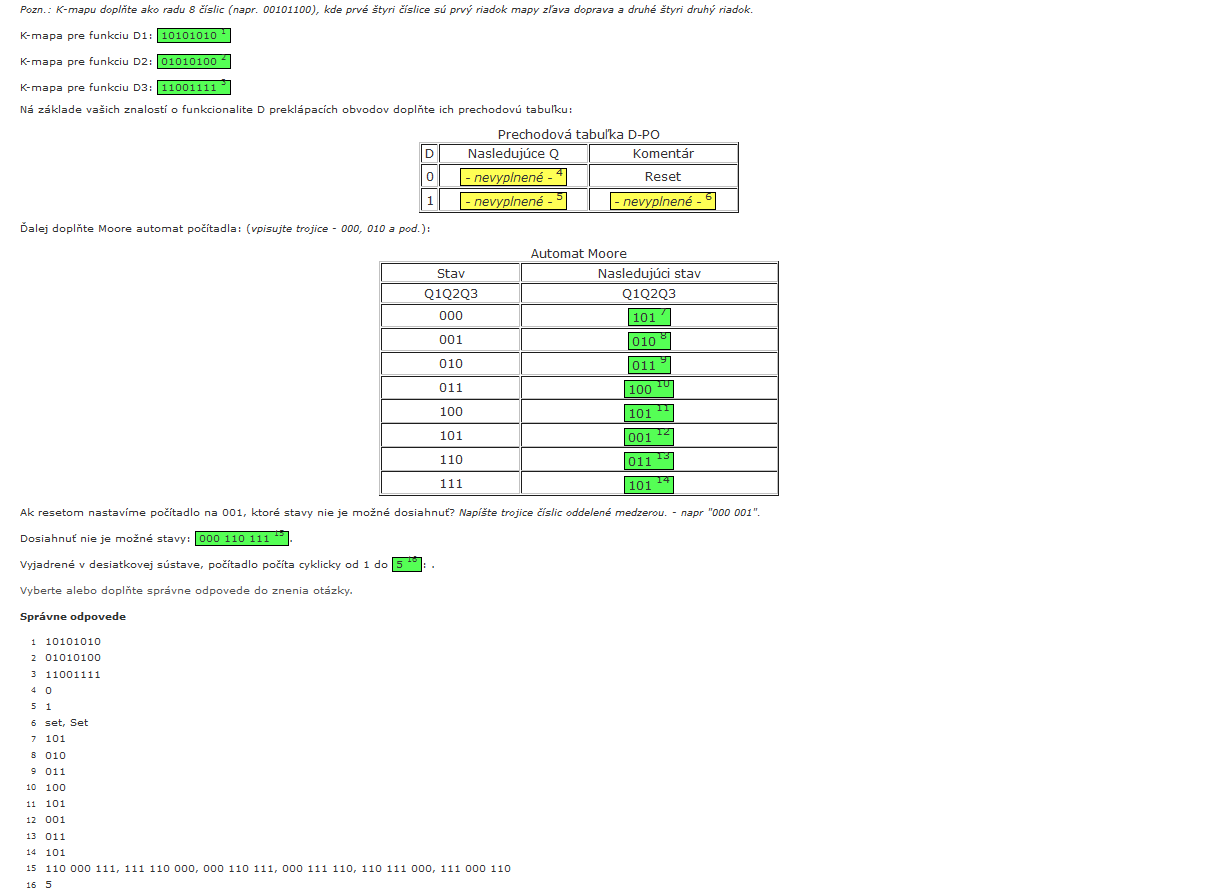 Pozn.: K-mapu doplňte ako radu 8 číslic (napr. 00101100), kde prvé štyri číslice sú prvý riadok mapy zľava doprava a druhé štyri druhý riadok.
K-mapa pre funkciu D1: 10101010 1
K-mapa pre funkciu D2: 01010100 2
K-mapa pre funkciu D3: 11001111 3
Ná základe vašich znalostí o funkcionalite D preklápacích obvodov doplňte ich prechodovú tabuľku:
Prechodová tabuľka D-PO
D Nasledujúce Q Komentár
0 - nevyplnené - 4 Reset
1 - nevyplnené - 5 - nevyplnené - 6
Ďalej doplňte Moore automat počítadla: (vpisujte trojice - 000, 010 a pod.):
Automat Moore
Stav Nasledujúci stav
Q1Q2Q3 Q1Q2Q3
000 101 7
001 010 8
010 011 9
011 100 10
100 101 11
101 001 12
110 011 13
111 101 14
Ak resetom nastavíme počítadlo na 001, ktoré stavy nie je možné dosiahnuť? Napíšte trojice číslic oddelené medzerou. - napr "000 001".
Dosiahnuť nie je možné stavy: 000 110 111 15.
Vyjadrené v desiatkovej sústave, počítadlo počíta cyklicky od 1 do 5 16: .
Vyberte alebo doplňte správne odpovede do znenia otázky.
Správne odpovede
1 10101010
2 01010100
3 11001111
4 0
5 1
6 set, Set
7 101
8 010
9 011
10 100
11 101
12 001
13 011
14 101
15 110 000 111, 111 110 000, 000 110 111, 000 111 110, 110 111 000, 111 000 110
16 5